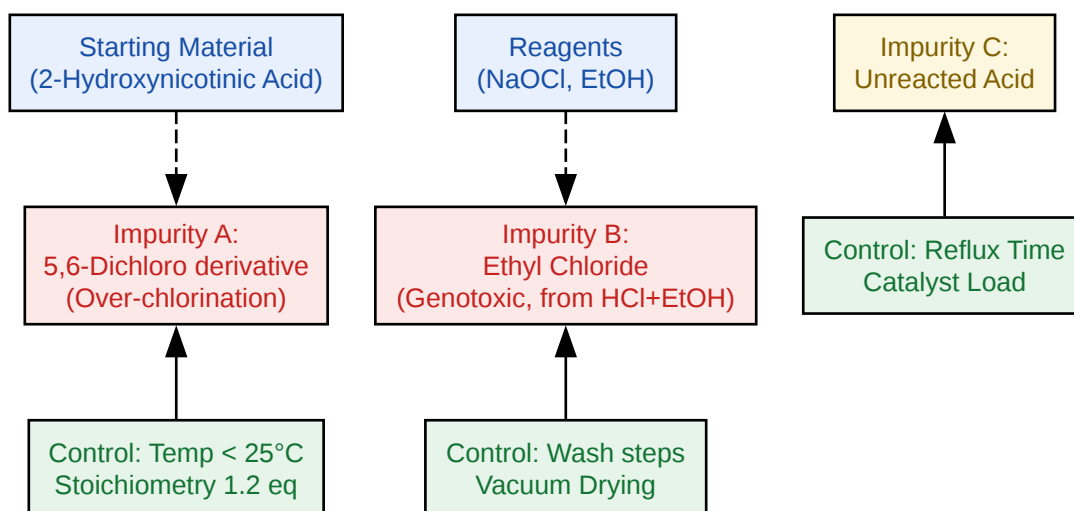 Starting Material
(2-Hydroxynicotinic Acid)
Reagents
(NaOCl, EtOH)
Impurity C:
Unreacted Acid
Impurity A:
5,6-Dichloro derivative
(Over-chlorination)
Impurity B:
Ethyl Chloride
(Genotoxic, from HCl+EtOH)
Control: Reflux Time
Catalyst Load
Control: Temp < 25°C
Stoichiometry 1.2 eq
Control: Wash steps
Vacuum Drying